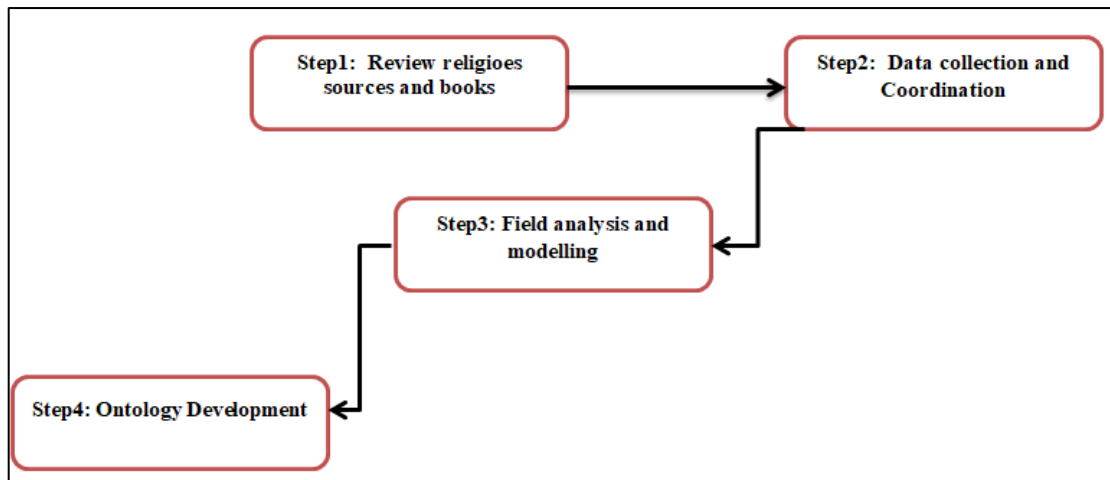 Step1:  Review religioes
sources and books
Step2:  Data collection and
Coordination
Step3: Field analysis and
modelling
Step4: Ontology Development